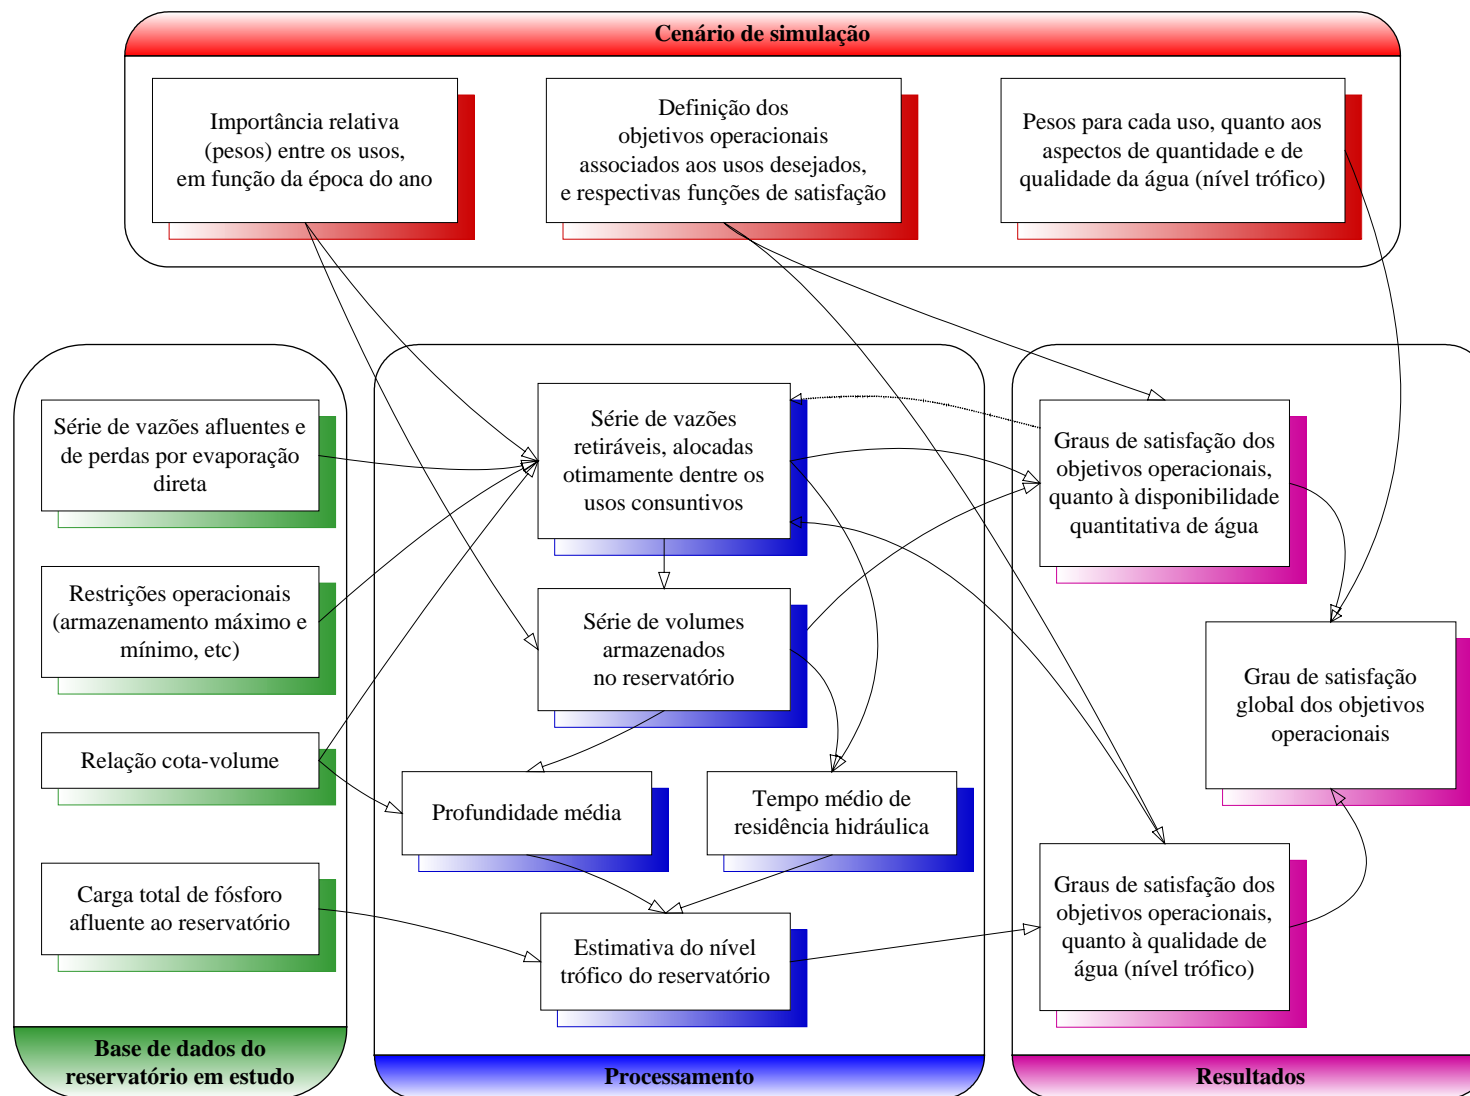 Cenário de simulação
Importância relativa
(pesos) entre os usos,
em função da época do ano
Definição dos
objetivos operacionais
associados aos usos desejados,
e respectivas funções de satisfação
Pesos para cada uso, quanto aos
aspectos de quantidade e de
qualidade da água (nível trófico)
Série de vazões afluentes e
de perdas por evaporação
direta
Restrições operacionais
(armazenamento máximo e
mínimo, etc)
Relação cota-volume
Carga total de fósforo
afluente ao reservatório
Base de dados do
reservatório em estudo
Série de vazões
retiráveis, alocadas
otimamente dentre os
usos consuntivos
Série de volumes
armazenados
no reservatório
Profundidade média
Tempo médio de
residência hidráulica
Estimativa do nível
trófico do reservatório
Processamento
Graus de satisfação dos
objetivos operacionais,
quanto à disponibilidade
quantitativa de água
Grau de satisfação
global dos objetivos
operacionais
Graus de satisfação dos
objetivos operacionais,
quanto à qualidade de
água (nível trófico)
Resultados